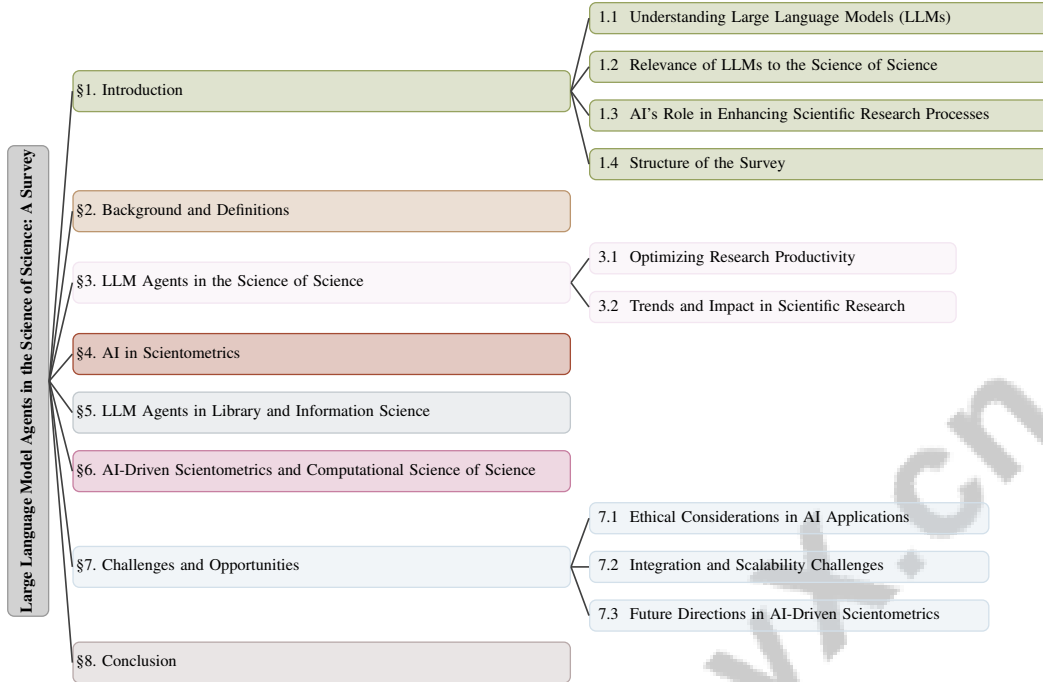 Large Language Model Agents in the Science of Science: A Survey
§1. Introduction
1.1 Understanding Large Language Models (LLMs)
1.2 Relevance of LLMs to the Science of Science
1.3 AI's Role in Enhancing Scientific Research Processes
1.4 Structure of the Survey
§2. Background and Definitions
§3. LLM Agents in the Science of Science
3.1 Optimizing Research Productivity
3.2 Trends and Impact in Scientific Research
§4. AI in Scientometrics
§5. LLM Agents in Library and Information Science
§6. AI-Driven Scientometrics and Computational Science of Science
§7. Challenges and Opportunities
7.1 Ethical Considerations in AI Applications
7.2 Integration and Scalability Challenges
7.3 Future Directions in AI-Driven Scientometrics
§8. Conclusion
vx.cn